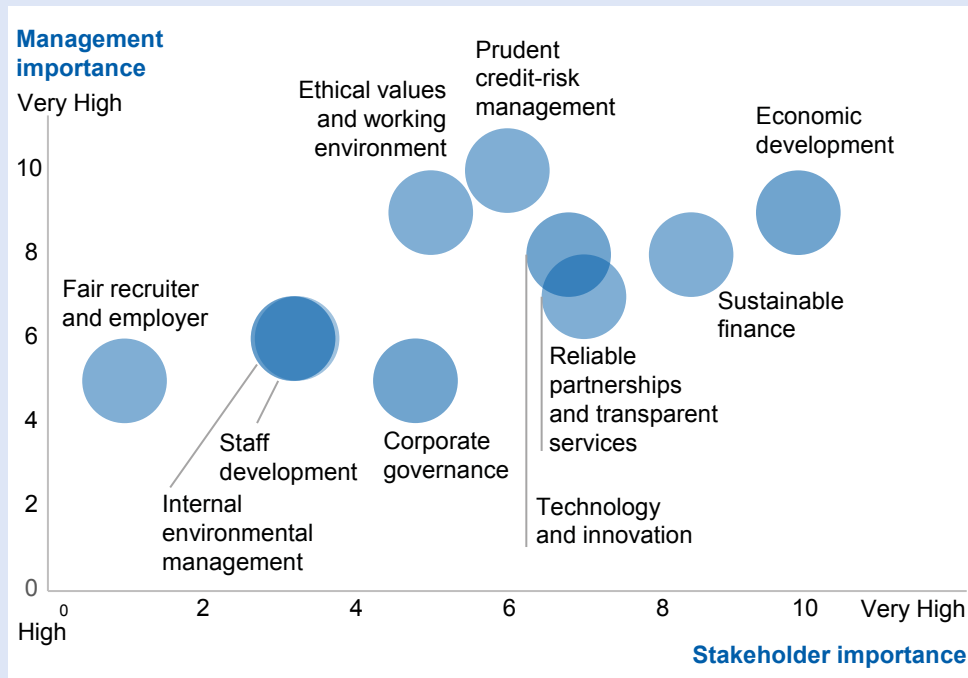 Management
importance
Very High
Prudent
credit-risk
management
Ethical values
and working
environment
Economic
development
10
8
Fair recruiter
and employer
Sustainable
finance
6
Reliable
partnerships
and transparent
services
4
Staff
development
Corporate
governance
2
Internal
environmental
management
Technology
and innovation
0
0
2
4
6
8
10
Very High
High
Stakeholder importance